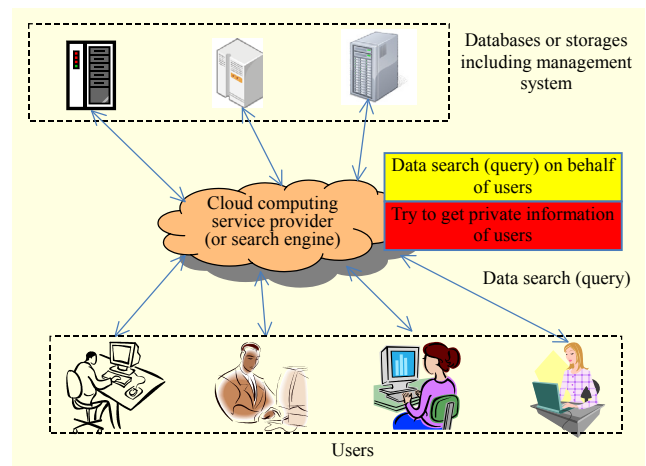 Databases or storages
including management
system
Data search (query) on behalf
of users
Cloud computing
service provider
(or search engine)
Try to get private information
of users
Data search (query)
Users